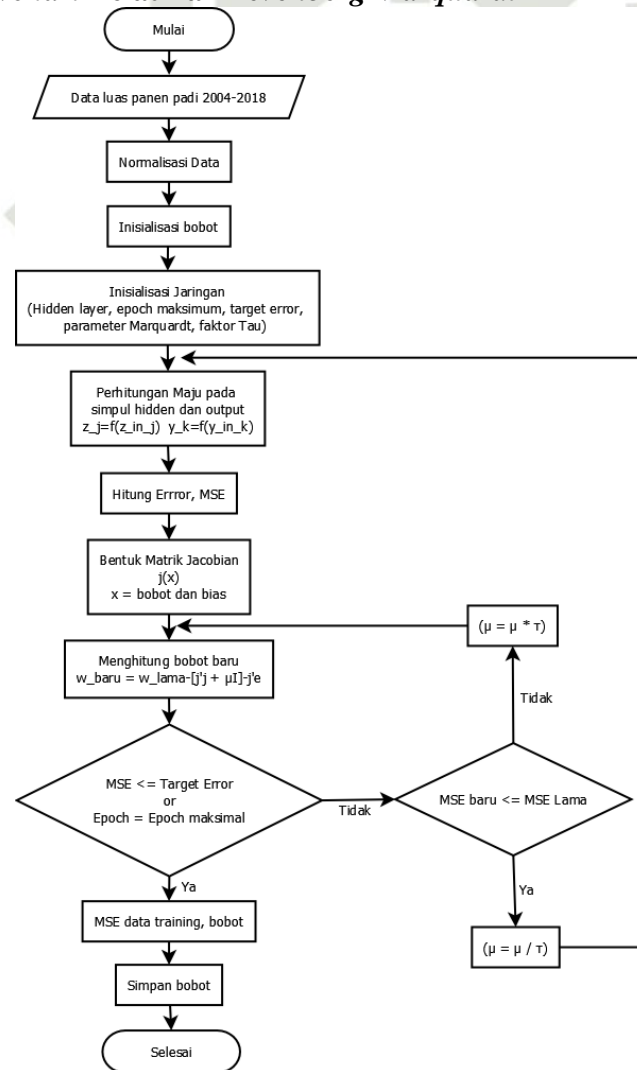 Mulai
Data luas panen padi 2004-2018
Normalisasi Data
Inisialisasi bobot
Inisialisasi Jaringan
(Hidden layer, epoch maksimum, target error,
parameter Marquardt, faktor Tau)
Perhitungan Maju pada
simpul hidden dan output
z_j=f(z_in_j) y_k=f(y_in_k)
Hitung Errror, MSE
Bentuk Matrik Jacobian
j(x)
x = bobot dan bias
(μ = μ * τ)
Menghitung bobot baru
w_baru = w_lama-[j'j + μI]-j'e
Tidak
MSE <= Target Error
or
Epoch = Epoch maksimal
Tidak
MSE baru <= MSE Lama
Ya
Ya
MSE data training, bobot
(μ = μ / τ)
Simpan bobot
Selesai